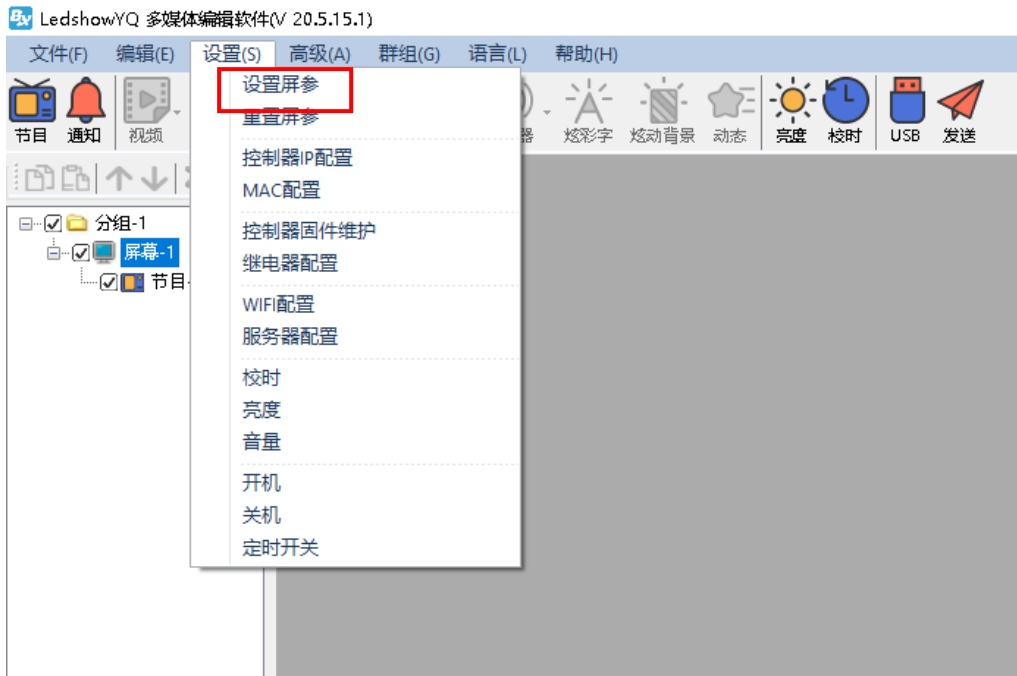 LedshowYQ 多媒体编辑软件(V 20.5.15.1)
文件(F) 编辑(E) 设置(S) 高级(A) 群组(G) 语言(L) 帮助(H)
节目 通知 视频 器 炫彩字 炫动背景 动态 亮度 校时 USB 发送
设置屏参
重置屏参
控制器IP配置
MAC配置
控制器固件维护
继电器配置
WIFI配置
服务器配置
校时
亮度
音量
开机
关机
定时开关
分组-1
屏幕-1
节目-